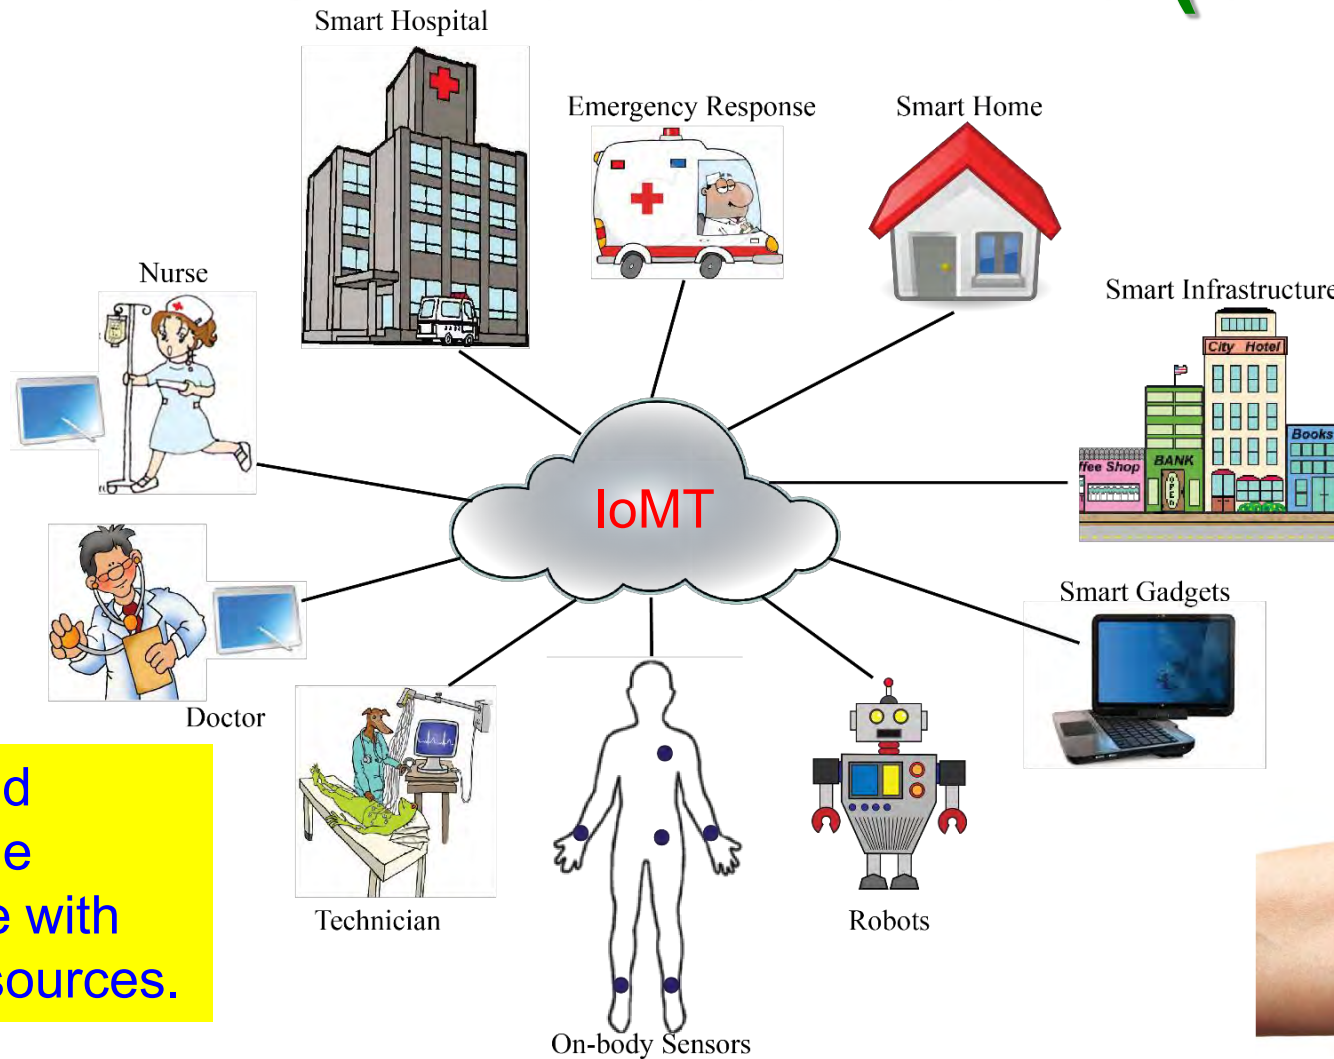 Smart Hospital
Emergency Response
Smart Home
Nurse
Smart Infrastructure
City Hotel
Books
ffee Shop
BANK
OPEN
IoMT
Smart Gadgets
Doctor
d
e
e with
sources.
Technician
Robots
On-body Sensors